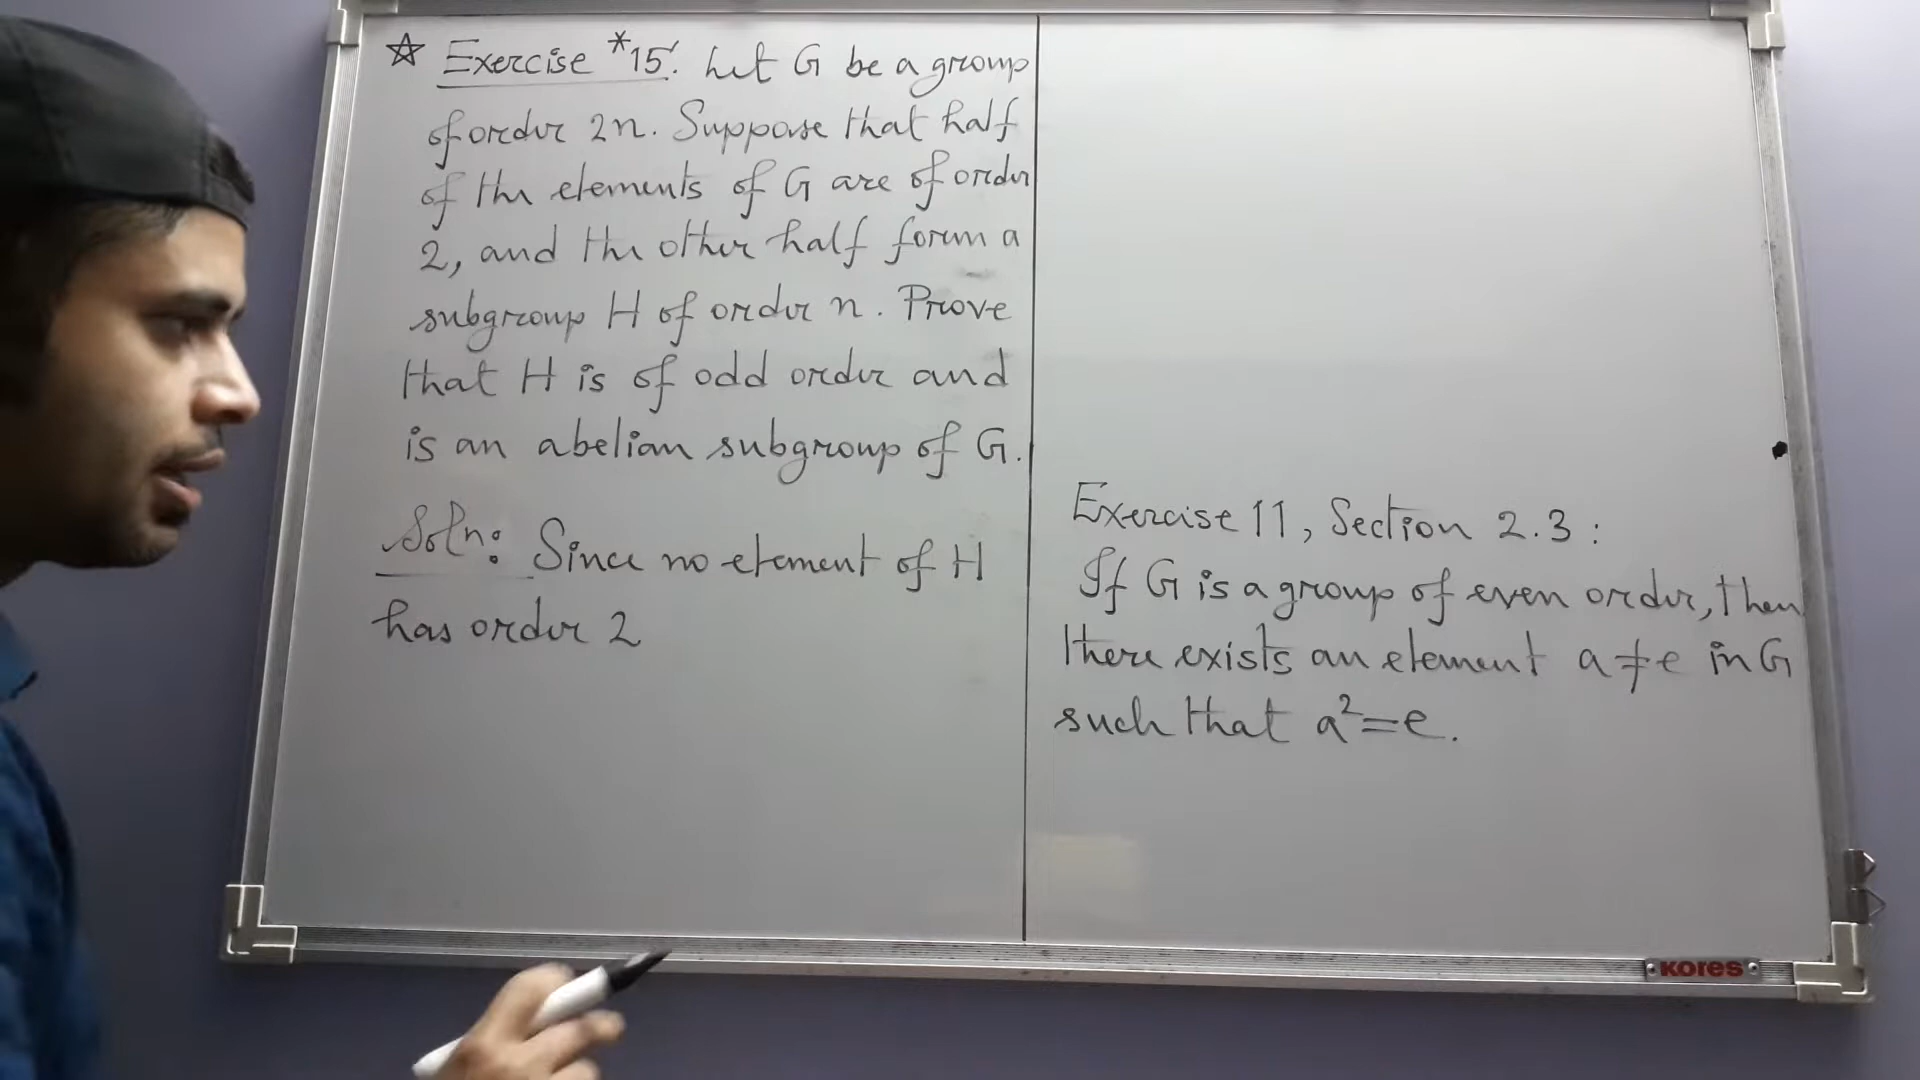 ☆ Exercise *15: Let G be a group
of order 2n. Suppose that half
of the elements of G are of order
2, and the other half form a
subgroup H of order n. Prove
that H is of odd order and
is an abelian subgroup of G.
Soln: Since no element of H
has order 2
Exercise 11, Section 2.3:
If G is a group of even order, then
there exists an element a≠e in G
such that a²=e.
KORES